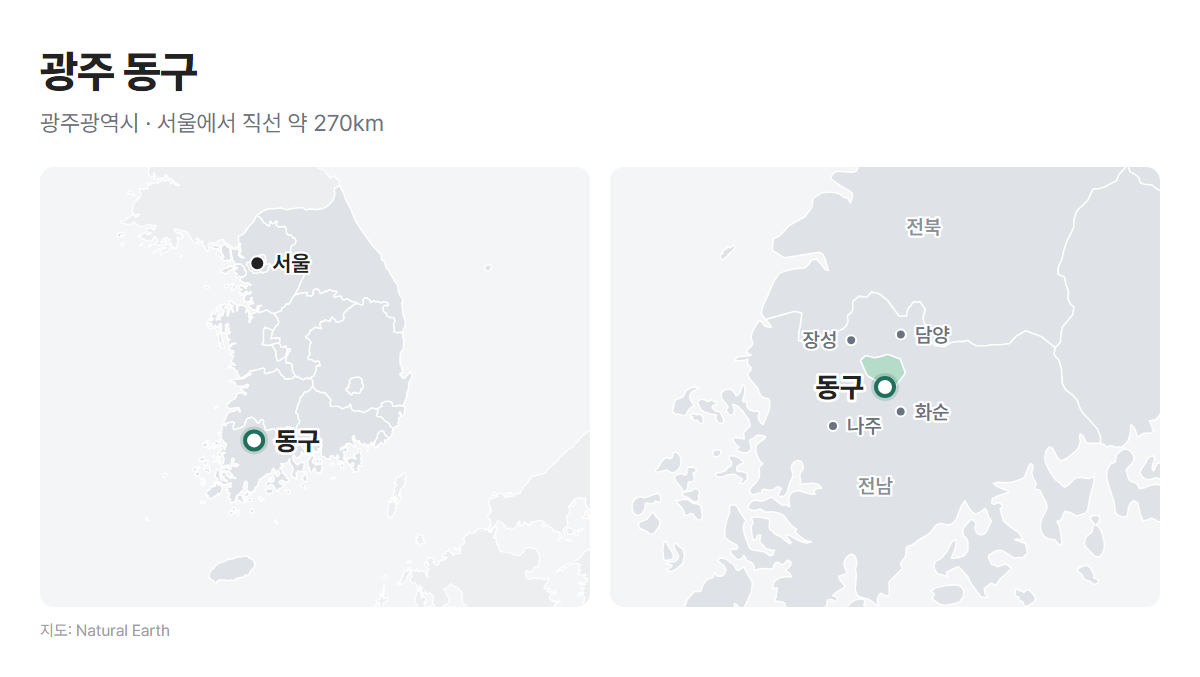 광주 동구
광주광역시 · 서울에서 직선 약 270km
서울
동구
전북
장성
담양
동구
화순
나주
전남
지도: Natural Earth